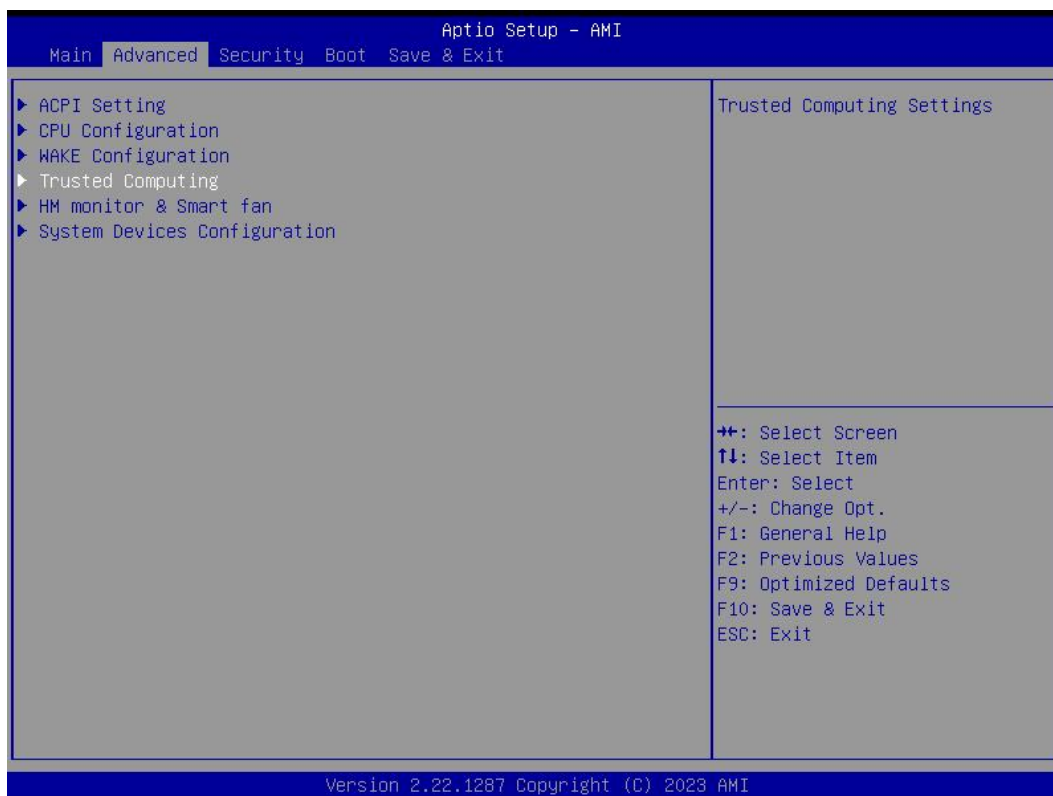 Aptio Setup – AMI
Main Advanced Security Boot Save & Exit
▶ ACPI Setting
▶ CPU Configuration
▶ WAKE Configuration
▶ Trusted Computing
▶ HM monitor & Smart fan
▶ System Devices Configuration
Trusted Computing Settings
→←: Select Screen
↑↓: Select Item
Enter: Select
+/-: Change Opt.
F1: General Help
F2: Previous Values
F9: Optimized Defaults
F10: Save & Exit
ESC: Exit
Version 2.22.1287 Copyright (C) 2023 AMI